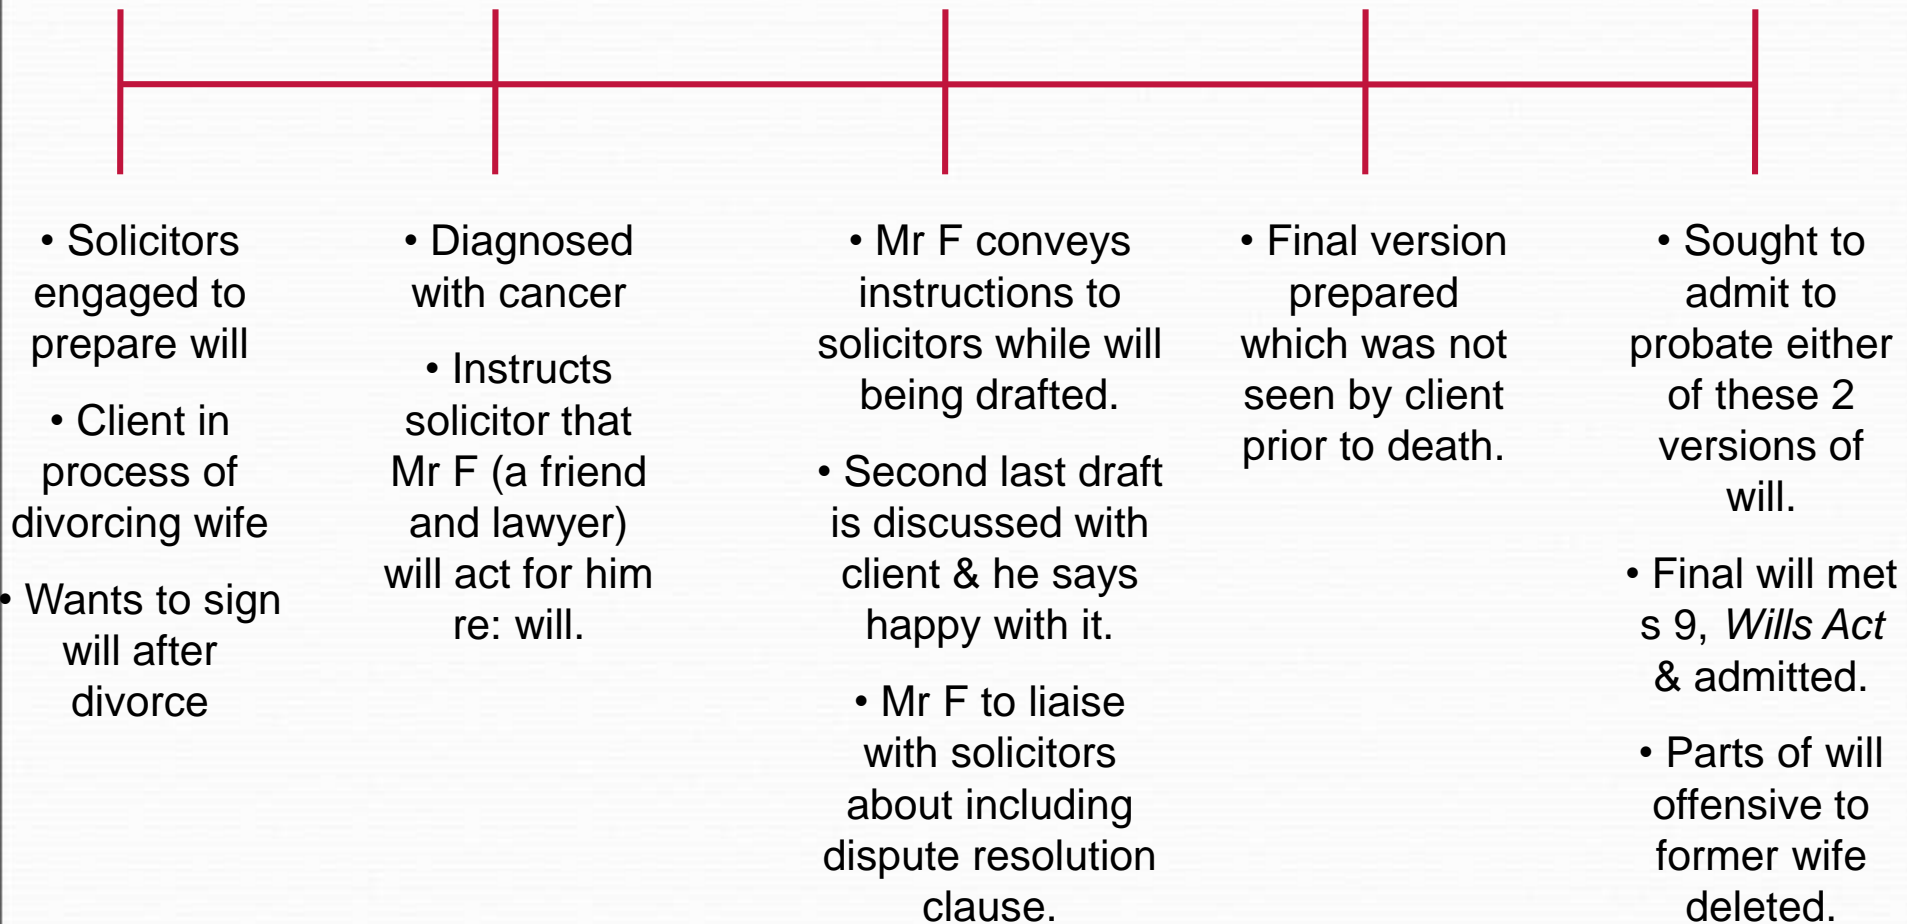 • Solicitors
engaged to
prepare will
• Client in
process of
divorcing wife
• Wants to sign
will after
divorce
• Diagnosed
with cancer
• Instructs
solicitor that
Mr F (a friend
and lawyer)
will act for him
re: will.
• Mr F conveys
instructions to
solicitors while will
being drafted.
• Second last draft
is discussed with
client & he says
happy with it.
• Mr F to liaise
with solicitors
about including
dispute resolution
clause.
• Final version
prepared
which was not
seen by client
prior to death.
• Sought to
admit to
probate either
of these 2
versions of
will.
• Final will met
s 9, Wills Act
& admitted.
• Parts of will
offensive to
former wife
deleted.